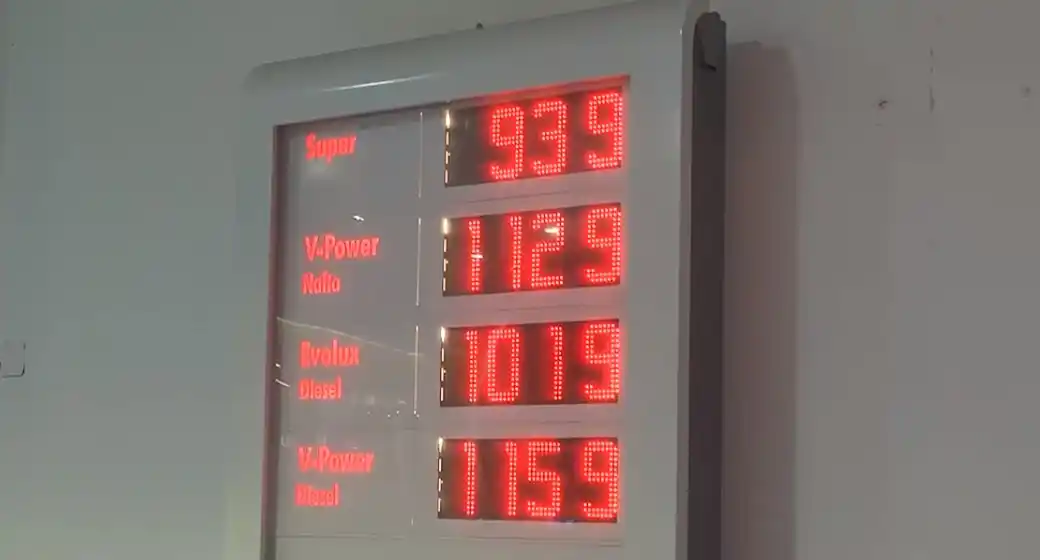 Super 939
V-Power 1129
Nafta
Evolux 1019
Diesel
V-Power 1159
Diesel